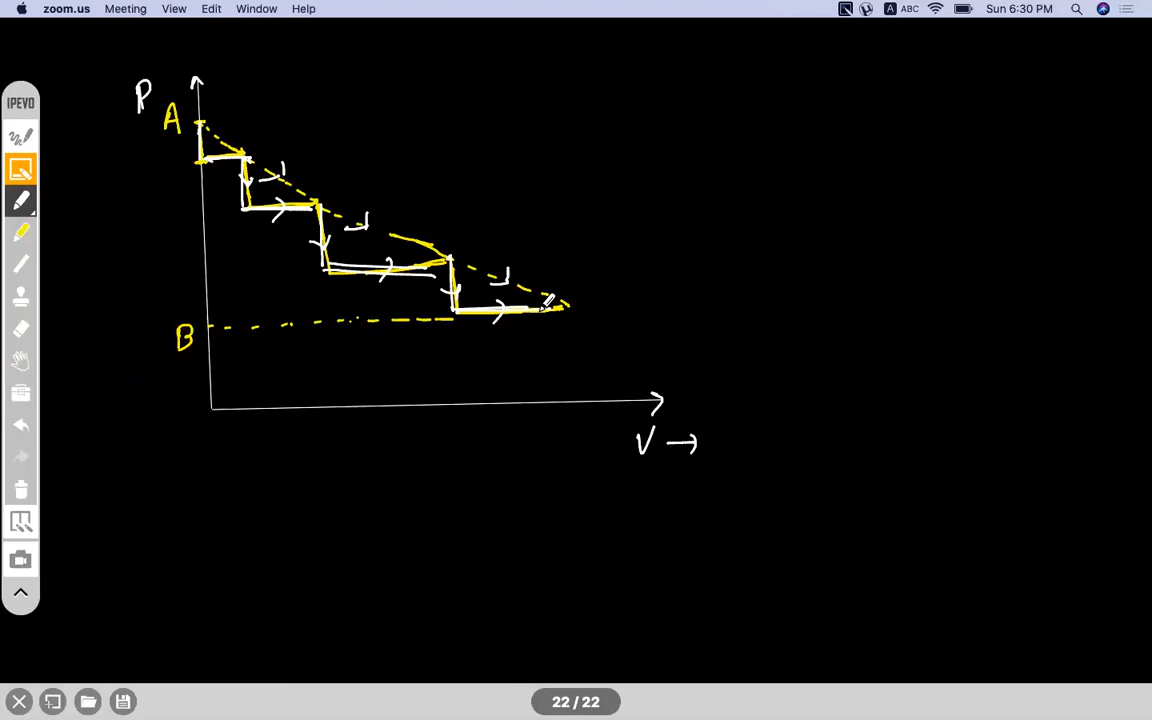 zoom.us Meeting View Edit Window Help A ABC Sun 6:30 PM
IPEVO
P
A
B
V →
22 / 22